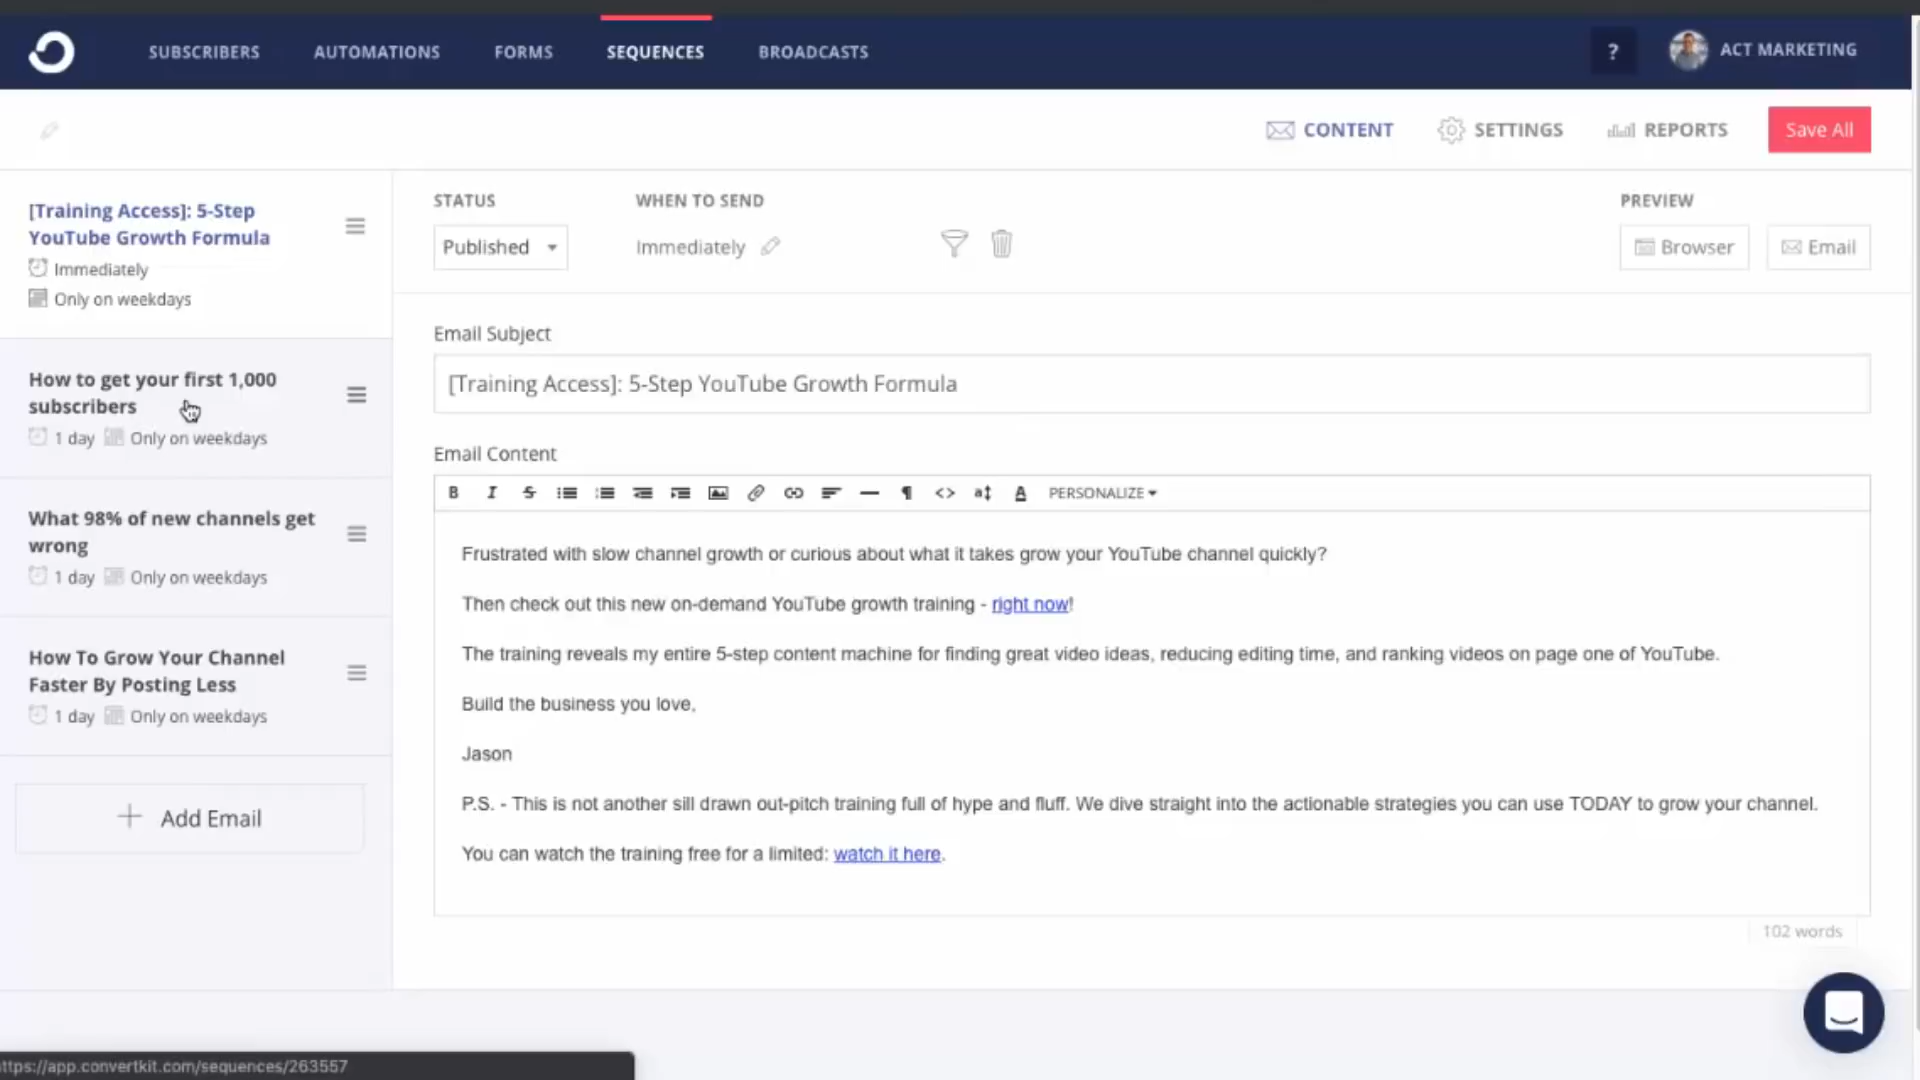 SUBSCRIBERS AUTOMATIONS FORMS SEQUENCES BROADCASTS ? ACT MARKETING
CONTENT SETTINGS REPORTS Save All
[Training Access]: 5-Step
YouTube Growth Formula
Immediately
Only on weekdays
How to get your first 1,000
subscribers
1 day Only on weekdays
What 98% of new channels get
wrong
1 day Only on weekdays
How To Grow Your Channel
Faster By Posting Less
1 day Only on weekdays
Add Email
STATUS WHEN TO SEND PREVIEW
Published Immediately Browser Email
Email Subject
[Training Access]: 5-Step YouTube Growth Formula
Email Content
B I S ¶ <> a A PERSONALIZE
Frustrated with slow channel growth or curious about what it takes grow your YouTube channel quickly?
Then check out this new on-demand YouTube growth training - right now!
The training reveals my entire 5-step content machine for finding great video ideas, reducing editing time, and ranking videos on page one of YouTube.
Build the business you love,
Jason
P.S. - This is not another sill drawn out-pitch training full of hype and fluff. We dive straight into the actionable strategies you can use TODAY to grow your channel.
You can watch the training free for a limited: watch it here.
102 words
ttps://app.convertkit.com/sequences/263557